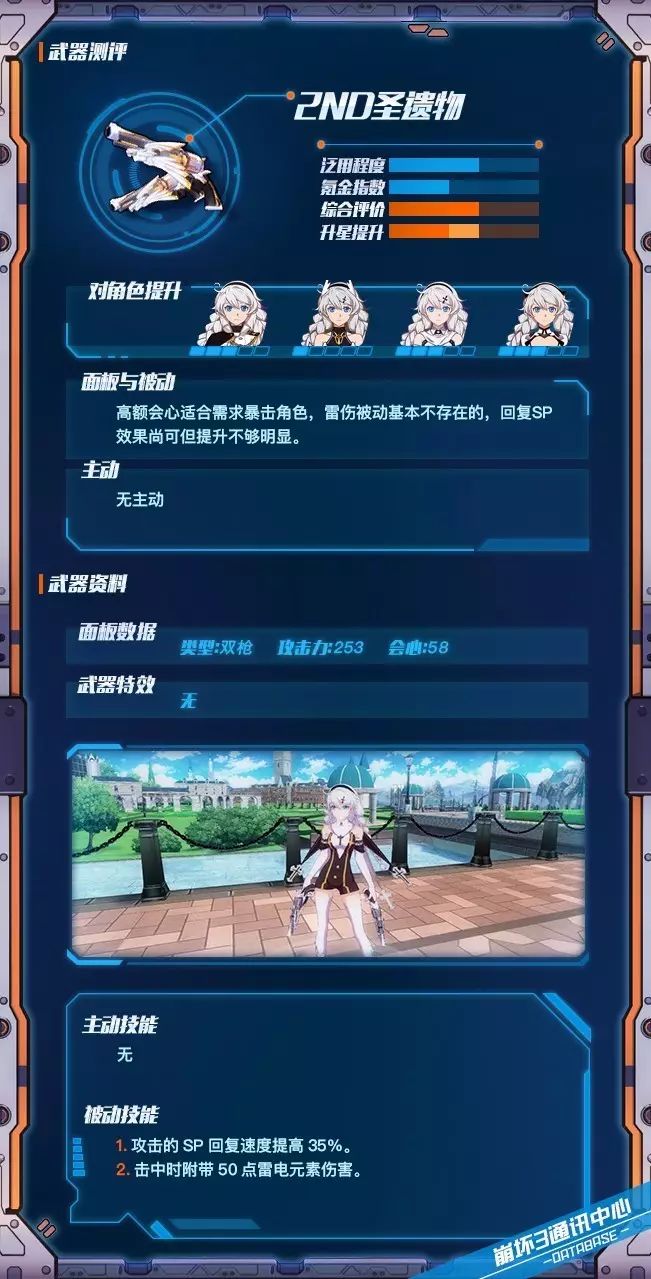 武器测评
2ND圣遗物
泛用程度
氪金指数
综合评价
升星提升
对角色提升
面板与被动
高额会心适合需求暴击角色，雷伤被动基本不存在的，回复SP
效果尚可但提升不够明显。
主动
无主动
武器资料
面板数据
类型:双枪 攻击力:253 会心:58
武器特效
无
主动技能
无
被动技能
1. 攻击的 SP 回复速度提高 35%。
2. 击中时附带 50 点雷电元素伤害。
崩坏3通讯中心
-DATABASE-